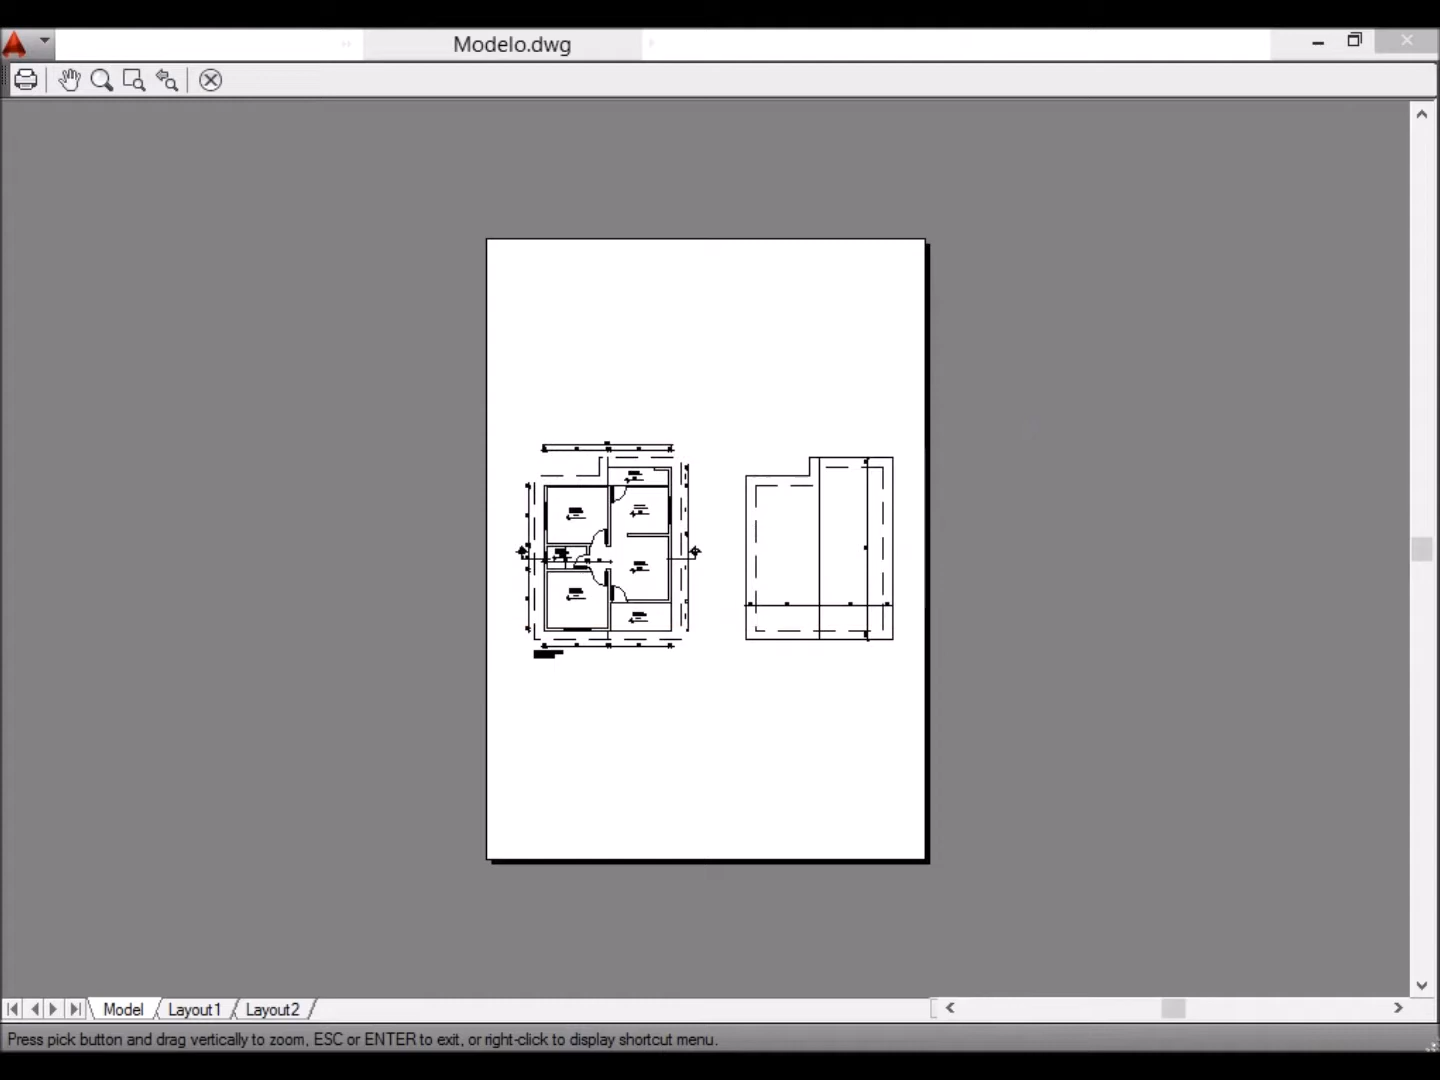 Modelo.dwg
Model
Layout1
Layout2
Press pick button and drag vertically to zoom, ESC or ENTER to exit, or right-click to display shortcut menu.